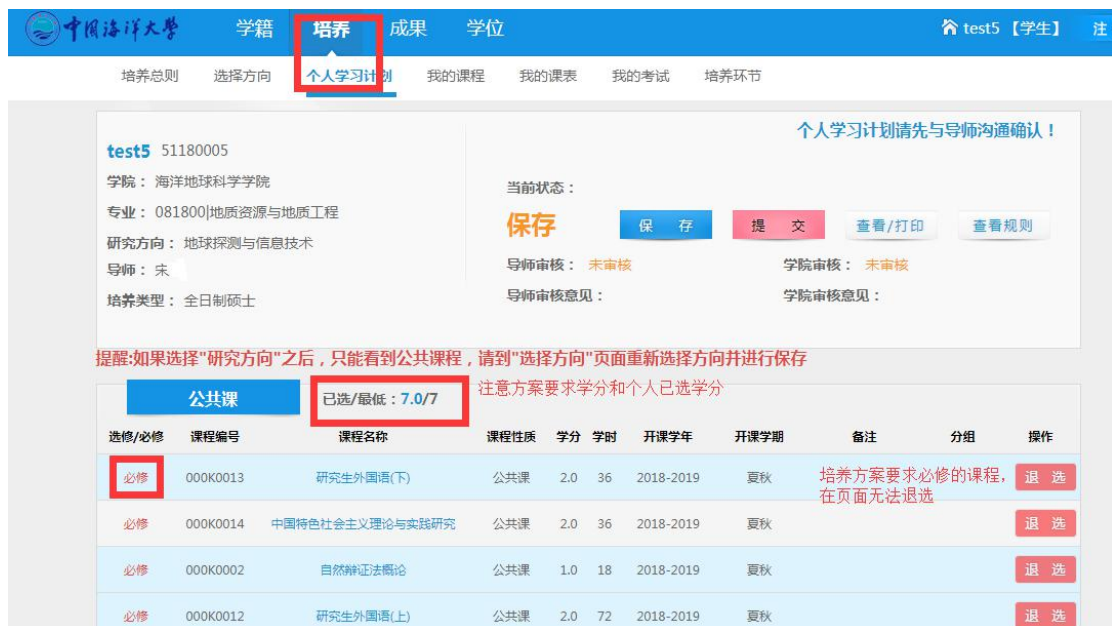 中国海洋大学 学籍 培养 成果 学位 test5 【学生】 注
培养总则 选择方向 个人学习计划 我的课程 我的课表 我的考试 培养环节
个人学习计划请先与导师沟通确认！
test5 51180005
学院： 海洋地球科学学院
当前状态：
专业： 081800|地质资源与地质工程
保存 保 存 提 交 查看/打印 查看规则
研究方向： 地球探测与信息技术
导师：
导师审核： 未审核 学院审核： 未审核
培养类型： 全日制硕士
导师审核意见： 学院审核意见：
提醒:如果选择"研究方向"之后，只能看到公共课程，请到"选择方向"页面重新选择方向并进行保存
公共课 已选/最低：7.0/7 注意方案要求学分和个人已选学分
选修/必修 课程编号 课程名称 课程性质 学分 学时 开课学年 开课学期 备注 分组 操作
必修 000K0013 研究生外国语(下) 公共课 2.0 36 2018-2019 夏秋 培养方案要求必修的课程， 退 选
在页面无法退选
必修 000K0014 中国特色社会主义理论与实践研究 公共课 2.0 36 2018-2019 夏秋 退 选
必修 000K0002 自然辩证法概论 公共课 1.0 18 2018-2019 夏秋 退 选
必修 000K0012 研究生外国语(上) 公共课 2.0 72 2018-2019 夏秋 退 选